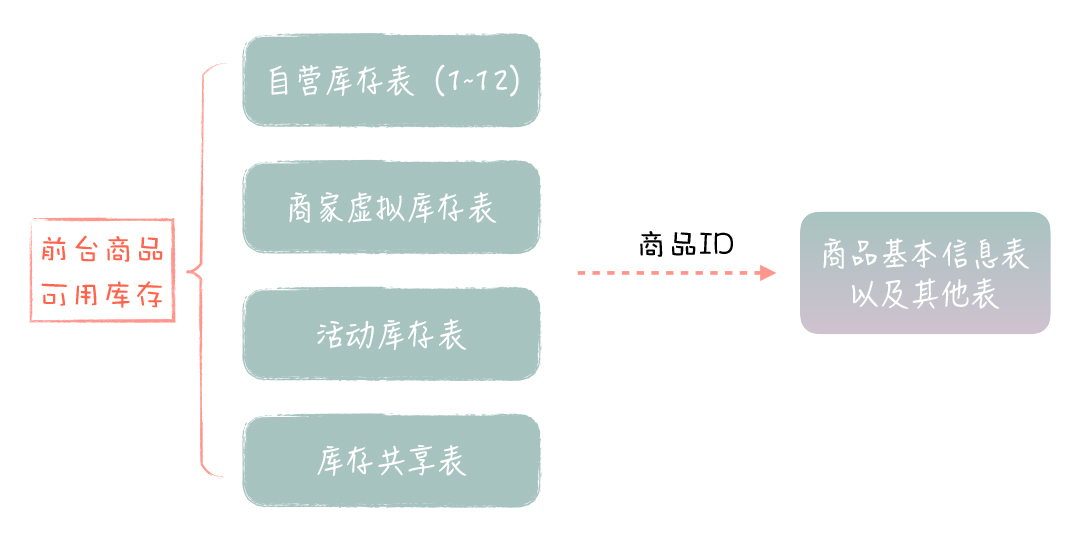 前台商品
可用库存
自营库存表（1~12）
商家虚拟库存表
活动库存表
库存共享表
商品ID
商品基本信息表
以及其他表